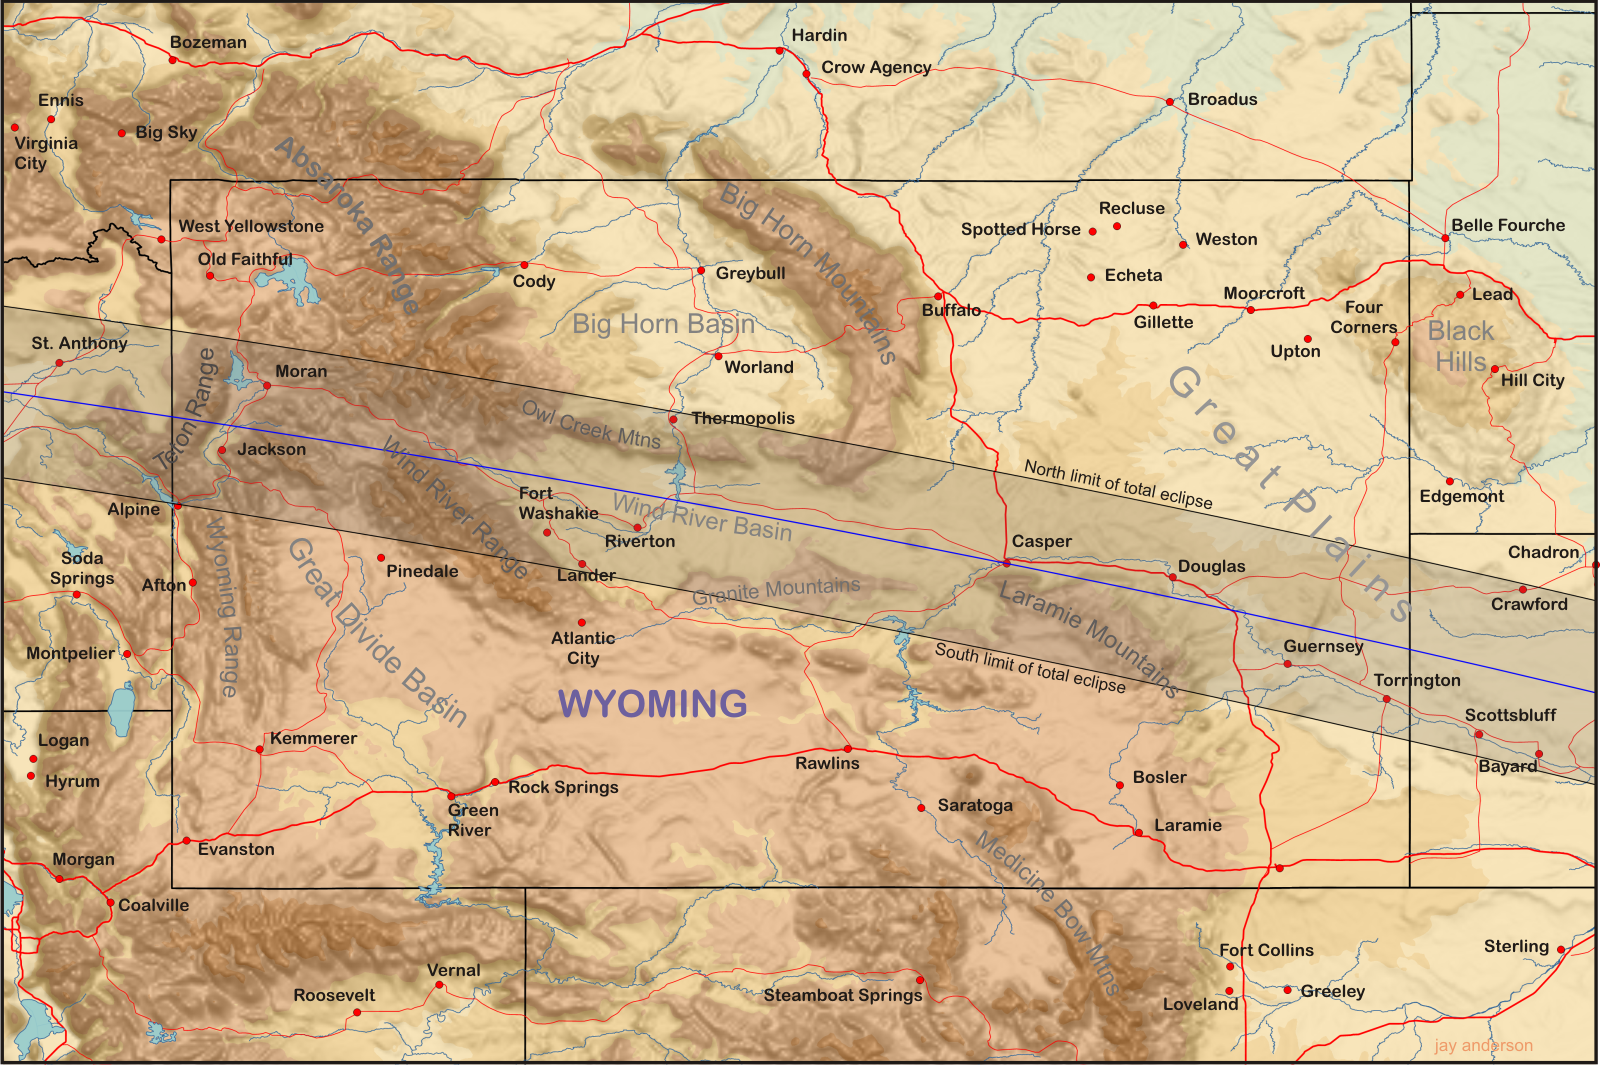 Bozeman
Hardin
Crow Agency
Ennis
Big Sky
Virginia
City
Broadus
Absaroka Range
Big Horn Mountains
West Yellowstone
Old Faithful
Cody
Greybull
Recluse
Spotted Horse
Weston
Echeta
Belle Fourche
Buffalo
Gillette
Moorcroft
Four
Corners
Lead
Upton
Black
Hills
Hill City
Big Horn Basin
St. Anthony
Moran
Teton Range
Worland
Thermopolis
Owl Creek Mtns
Great Plains
Jackson
Wind River Range
North limit of total eclipse
Edgemont
Alpine
Fort
Washakie
Wind River Basin
Riverton
Casper
Chadron
Soda
Springs
Afton
Wyoming Range
Great Divide Basin
Pinedale
Lander
Granite Mountains
Douglas
Laramie Mountains
Crawford
Atlantic
City
Montpelier
South limit of total eclipse
Guernsey
Torrington
WYOMING
Scottsbluff
Bayard
Logan
Hyrum
Kemmerer
Rawlins
Rock Springs
Green
River
Bosler
Saratoga
Laramie
Evanston
Medicine Bow Mtns
Morgan
Coalville
Vernal
Roosevelt
Steamboat Springs
Fort Collins
Loveland
Greeley
Sterling
jay anderson